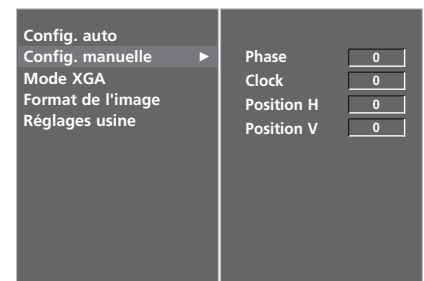 Config. auto
Config. manuelle ►
Mode XGA
Format de l'image
Réglages usine
Phase 0
Clock 0
Position H 0
Position V 0